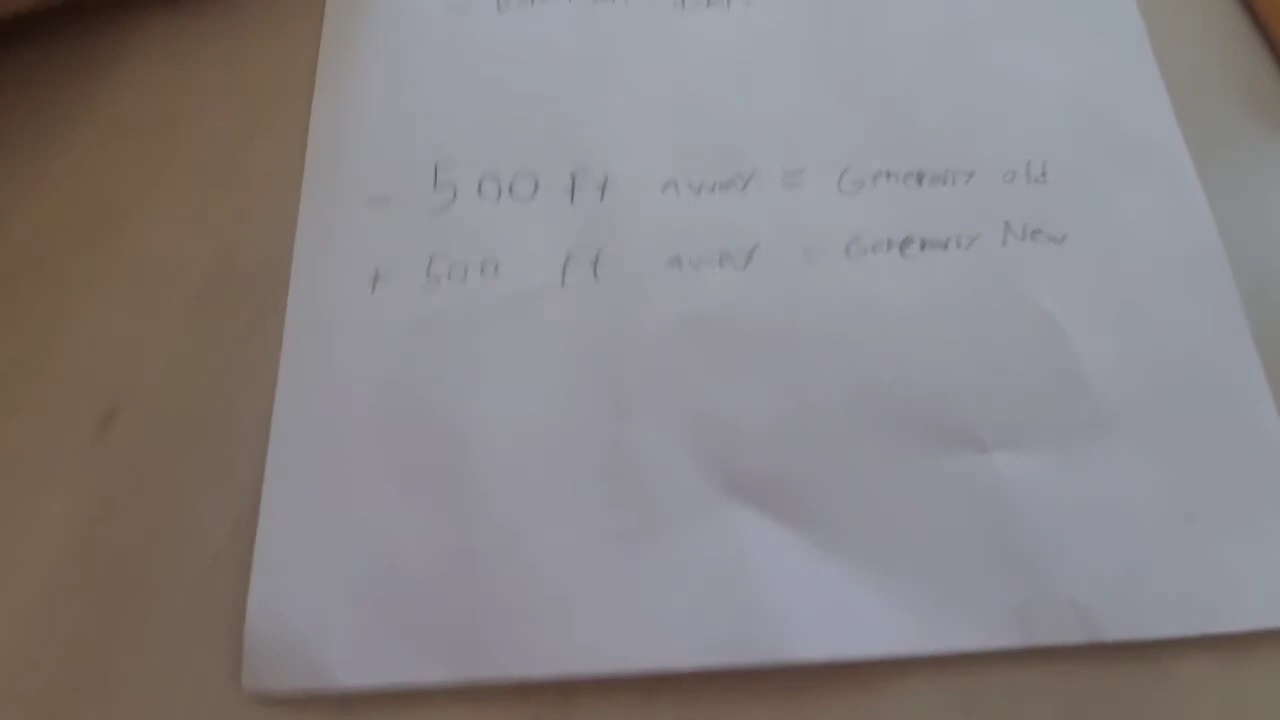 - 500 ft away = Generally old
+ 500 ft away = Generally New